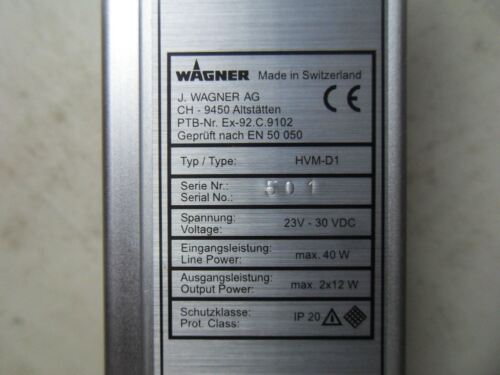 WAGNER Made in Switzerland
J. WAGNER AG
CH - 9450 Altstätten
PTB-Nr. Ex-92.C.9102
Geprüft nach EN 50 050
CE
Typ / Type: HVM-D1
Serie Nr.:
Serial No.: 501
Spannung:
Voltage: 23V - 30 VDC
Eingangsleistung:
Line Power: max. 40 W
Ausgangsleistung:
Output Power: max. 2x12 W
Schutzklasse:
Prot. Class: IP 20